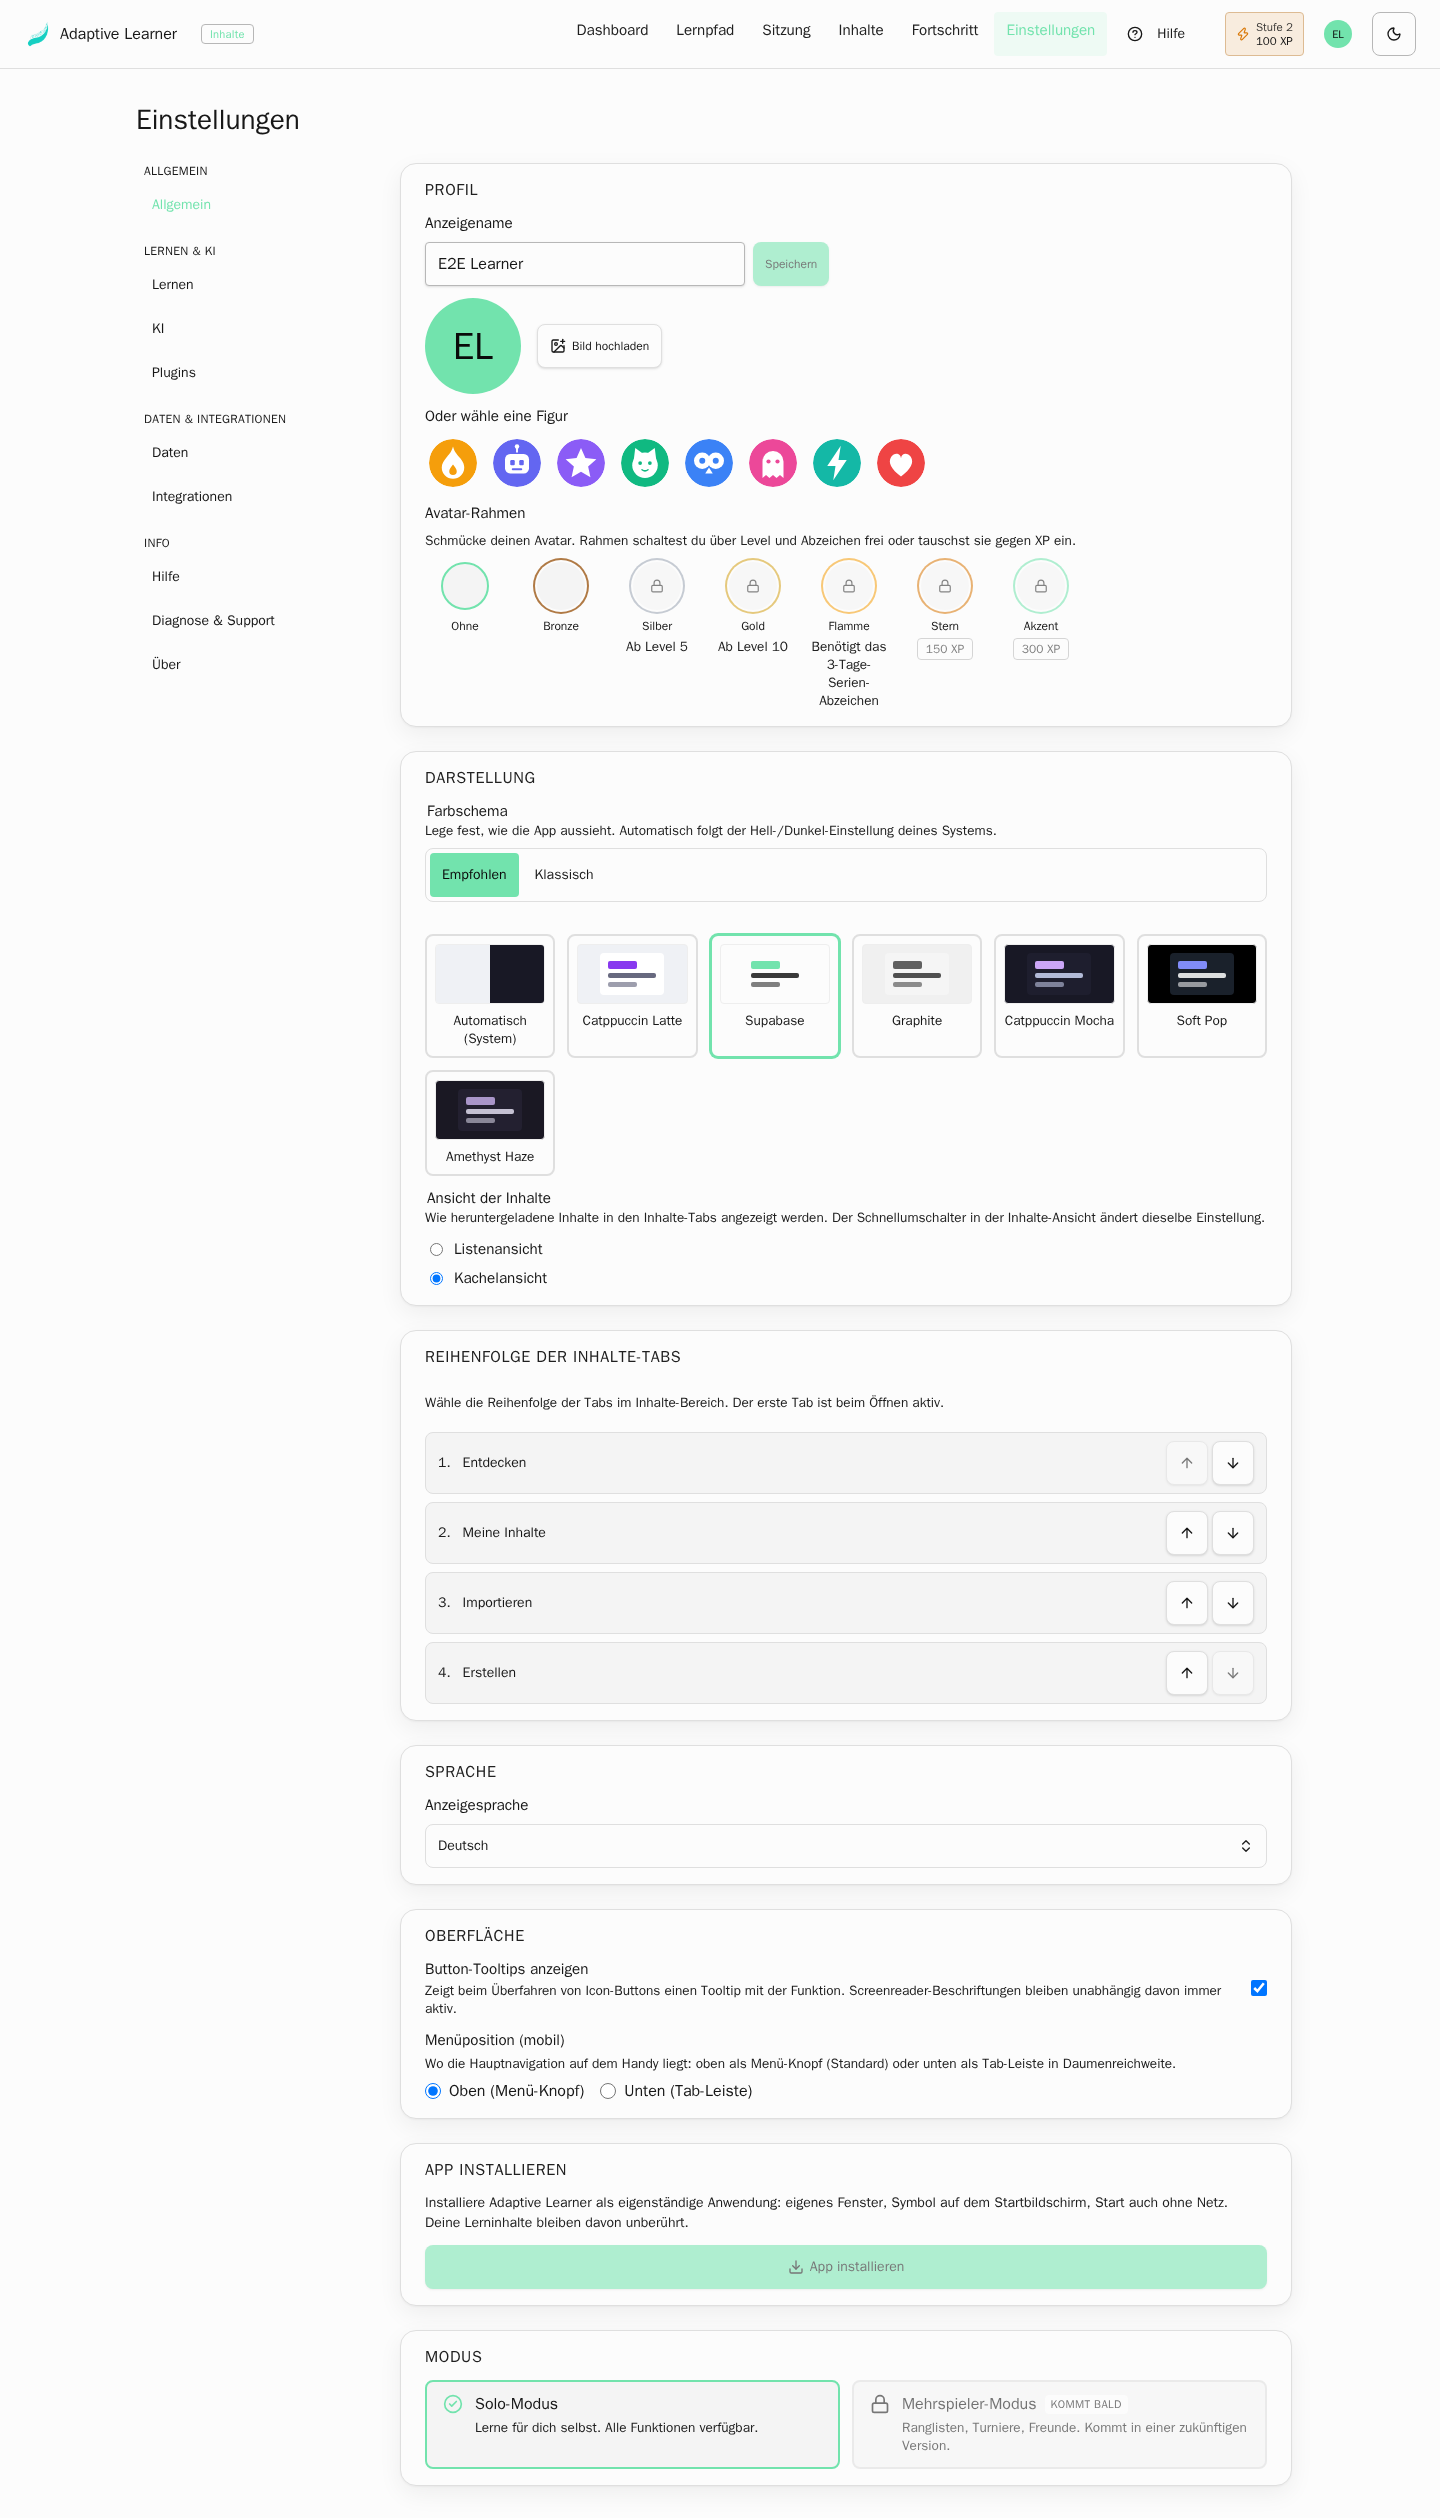 Adaptive Learner
Inhalte
Dashboard
Lernpfad
Sitzung
Inhalte
Fortschritt
Einstellungen
Hilfe
Stufe 2
100 XP
EL
Einstellungen
ALLGEMEIN
Allgemein
LERNEN & KI
Lernen
KI
Plugins
DATEN & INTEGRATIONEN
Daten
Integrationen
INFO
Hilfe
Diagnose & Support
Über
PROFIL
Anzeigename
E2E Learner
Speichern
EL
Bild hochladen
Oder wähle eine Figur
Avatar-Rahmen
Schmücke deinen Avatar. Rahmen schaltest du über Level und Abzeichen frei oder tauschst sie gegen XP ein.
Ohne
Bronze
Silber
Ab Level 5
Gold
Ab Level 10
Flamme
Benötigt das
3-Tage-
Serien-
Abzeichen
Stern
150 XP
Akzent
300 XP
DARSTELLUNG
Farbschema
Lege fest, wie die App aussieht. Automatisch folgt der Hell-/Dunkel-Einstellung deines Systems.
Empfohlen
Klassisch
Automatisch
(System)
Catppuccin Latte
Supabase
Graphite
Catppuccin Mocha
Soft Pop
Amethyst Haze
Ansicht der Inhalte
Wie heruntergeladene Inhalte in den Inhalte-Tabs angezeigt werden. Der Schnellumschalter in der Inhalte-Ansicht ändert dieselbe Einstellung.
Listenansicht
Kachelansicht
REIHENFOLGE DER INHALTE-TABS
Wähle die Reihenfolge der Tabs im Inhalte-Bereich. Der erste Tab ist beim Öffnen aktiv.
1. Entdecken
2. Meine Inhalte
3. Importieren
4. Erstellen
SPRACHE
Anzeigesprache
Deutsch
OBERFLÄCHE
Button-Tooltips anzeigen
Zeigt beim Überfahren von Icon-Buttons einen Tooltip mit der Funktion. Screenreader-Beschriftungen bleiben unabhängig davon immer
aktiv.
Menüposition (mobil)
Wo die Hauptnavigation auf dem Handy liegt: oben als Menü-Knopf (Standard) oder unten als Tab-Leiste in Daumenreichweite.
Oben (Menü-Knopf)
Unten (Tab-Leiste)
APP INSTALLIEREN
Installiere Adaptive Learner als eigenständige Anwendung: eigenes Fenster, Symbol auf dem Startbildschirm, Start auch ohne Netz.
Deine Lerninhalte bleiben davon unberührt.
App installieren
MODUS
Solo-Modus
Lerne für dich selbst. Alle Funktionen verfügbar.
Mehrspieler-Modus KOMMT BALD
Ranglisten, Turniere, Freunde. Kommt in einer zukünftigen
Version.